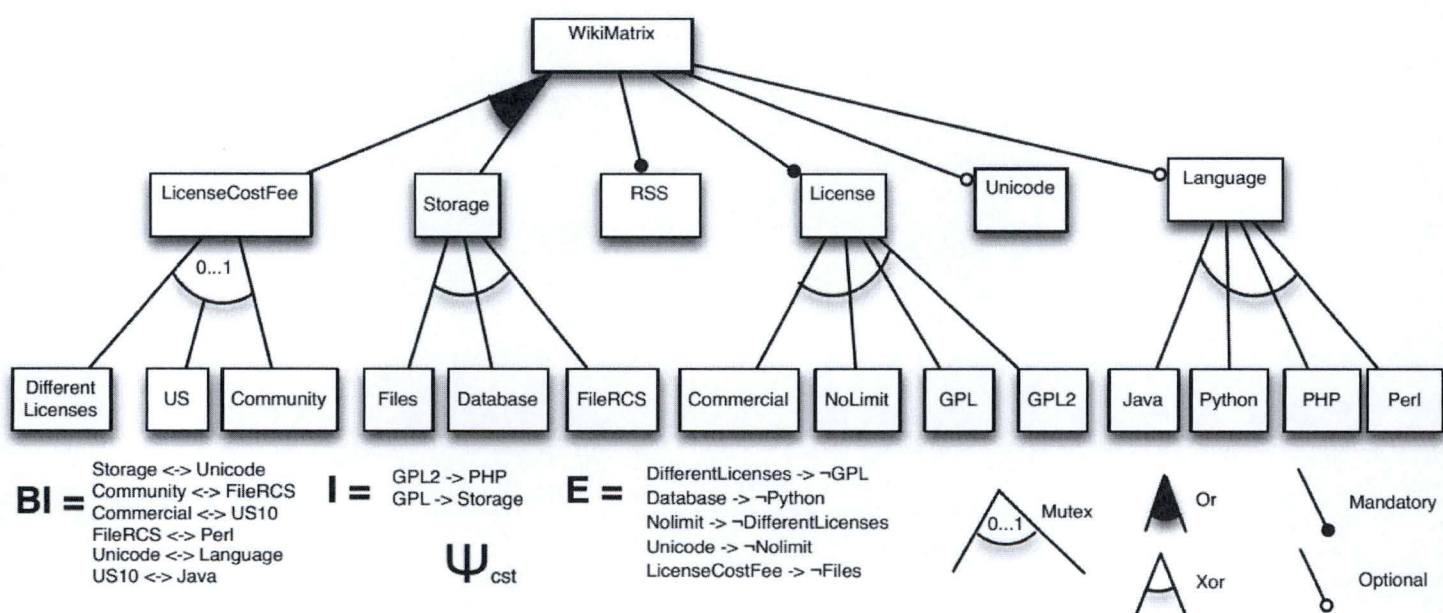 WikiMatrix
LicenseCostFee
Storage
RSS
License
Unicode
Language
0...1
Different
Licenses
US
Community
Files
Database
FileRCS
Commercial
NoLimit
GPL
GPL2
Java
Python
PHP
Perl
BI =
Storage <-> Unicode
Community <-> FileRCS
Commercial <-> US10
FileRCS <-> Perl
Unicode <-> Language
US10 <-> Java
I =
GPL2 -> PHP
GPL -> Storage
Ψcst
E =
DifferentLicenses -> ¬GPL
Database -> ¬Python
Nolimit -> ¬DifferentLicenses
Unicode -> ¬Nolimit
LicenseCostFee -> ¬Files
0...1
Mutex
Or
Xor
Mandatory
Optional